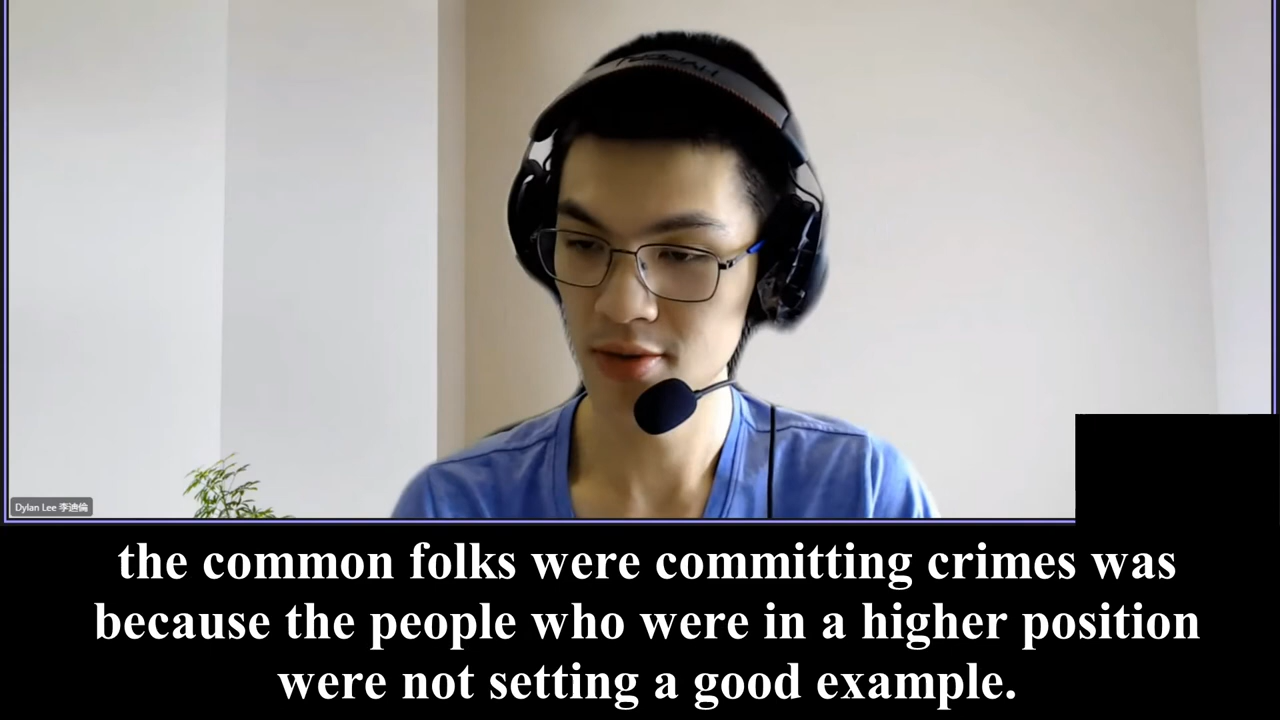 HyperX
Dylan Lee 李迪倫
the common folks were committing crimes was
because the people who were in a higher position
were not setting a good example.